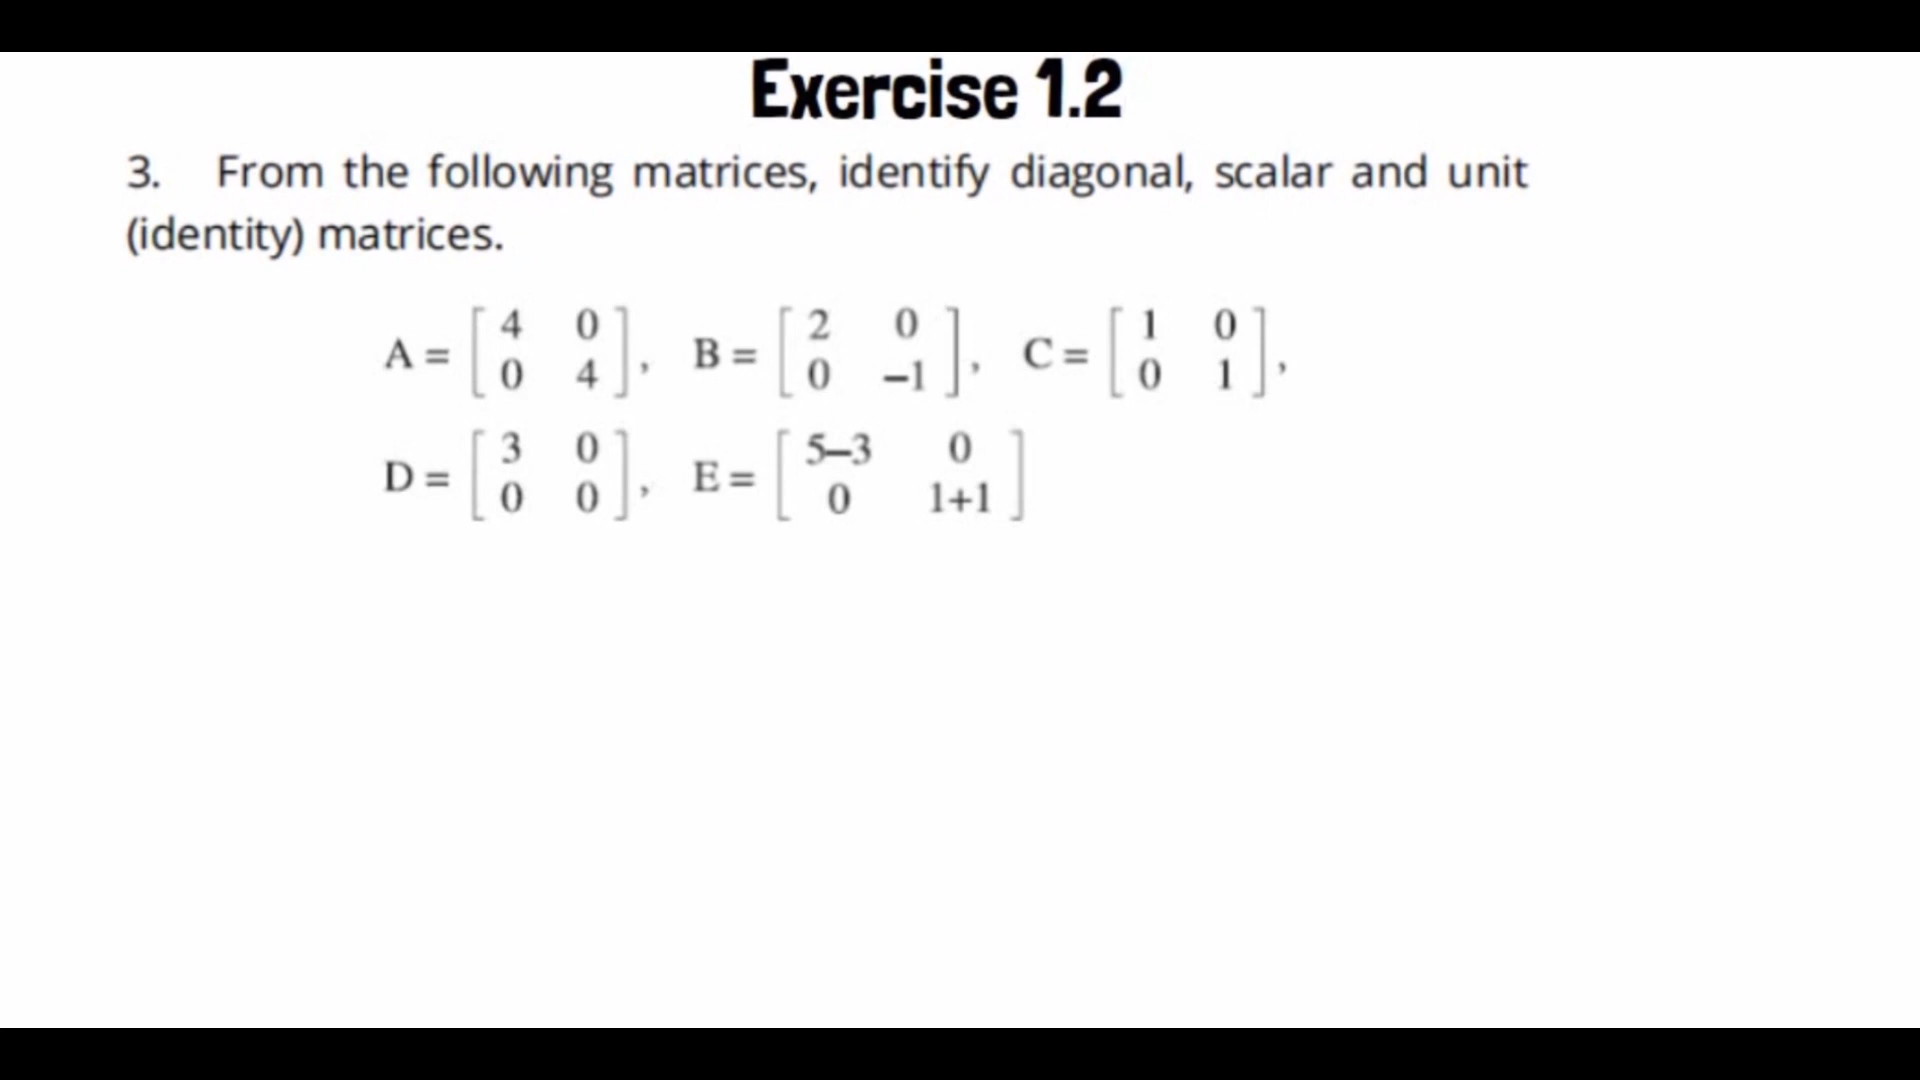 Exercise 1.2
3. From the following matrices, identify diagonal, scalar and unit
(identity) matrices.
A = [ 4 0 ], B = [ 2 0 ], C = [ 1 0 ],
0 4 0 –1 0 1
D = [ 3 0 ], E = [ 5–3 0 ]
0 0 0 1+1